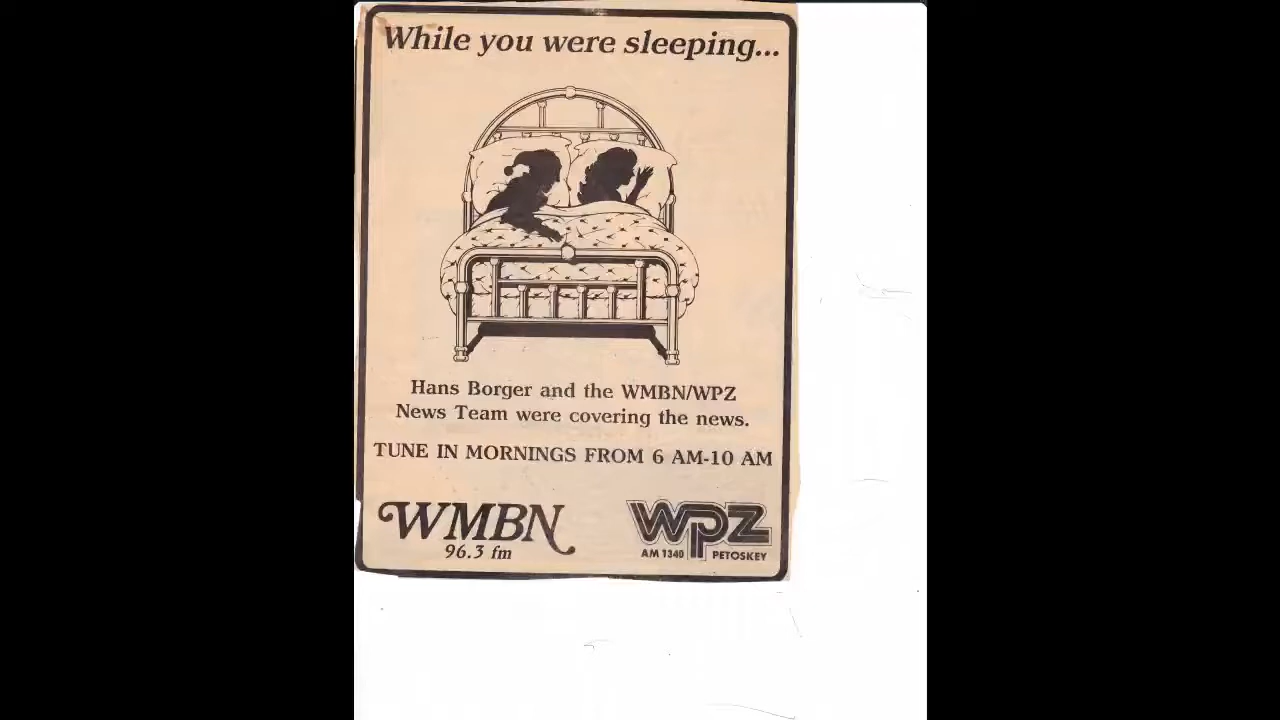 While you were sleeping...
Hans Borger and the WMBN/WPZ
News Team were covering the news.
TUNE IN MORNINGS FROM 6 AM-10 AM
WMBN
96.3 fm
WPZ
AM 1340 PETOSKEY